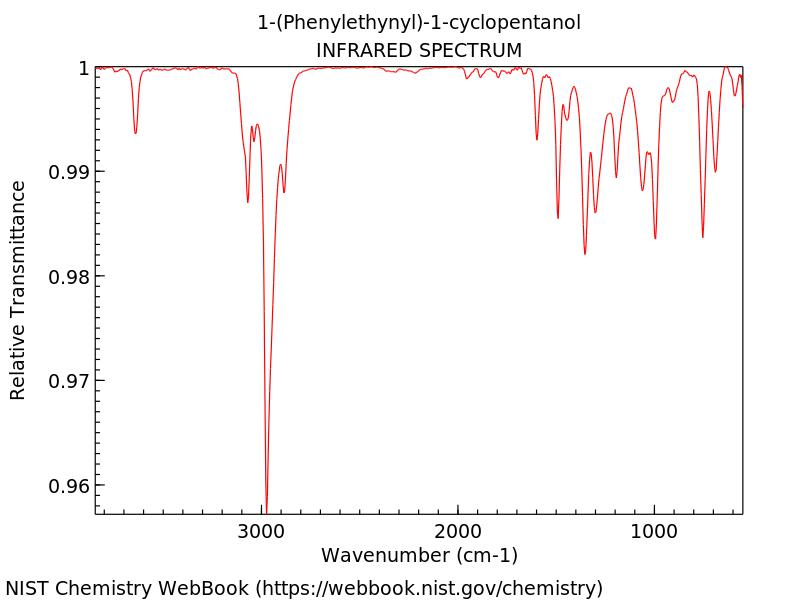 1-(Phenylethynyl)-1-cyclopentanol
INFRARED SPECTRUM
1
0.99
0.98
0.97
0.96
Relative Transmittance
3000 2000 1000
Wavenumber (cm-1)
NIST Chemistry WebBook (https://webbook.nist.gov/chemistry)